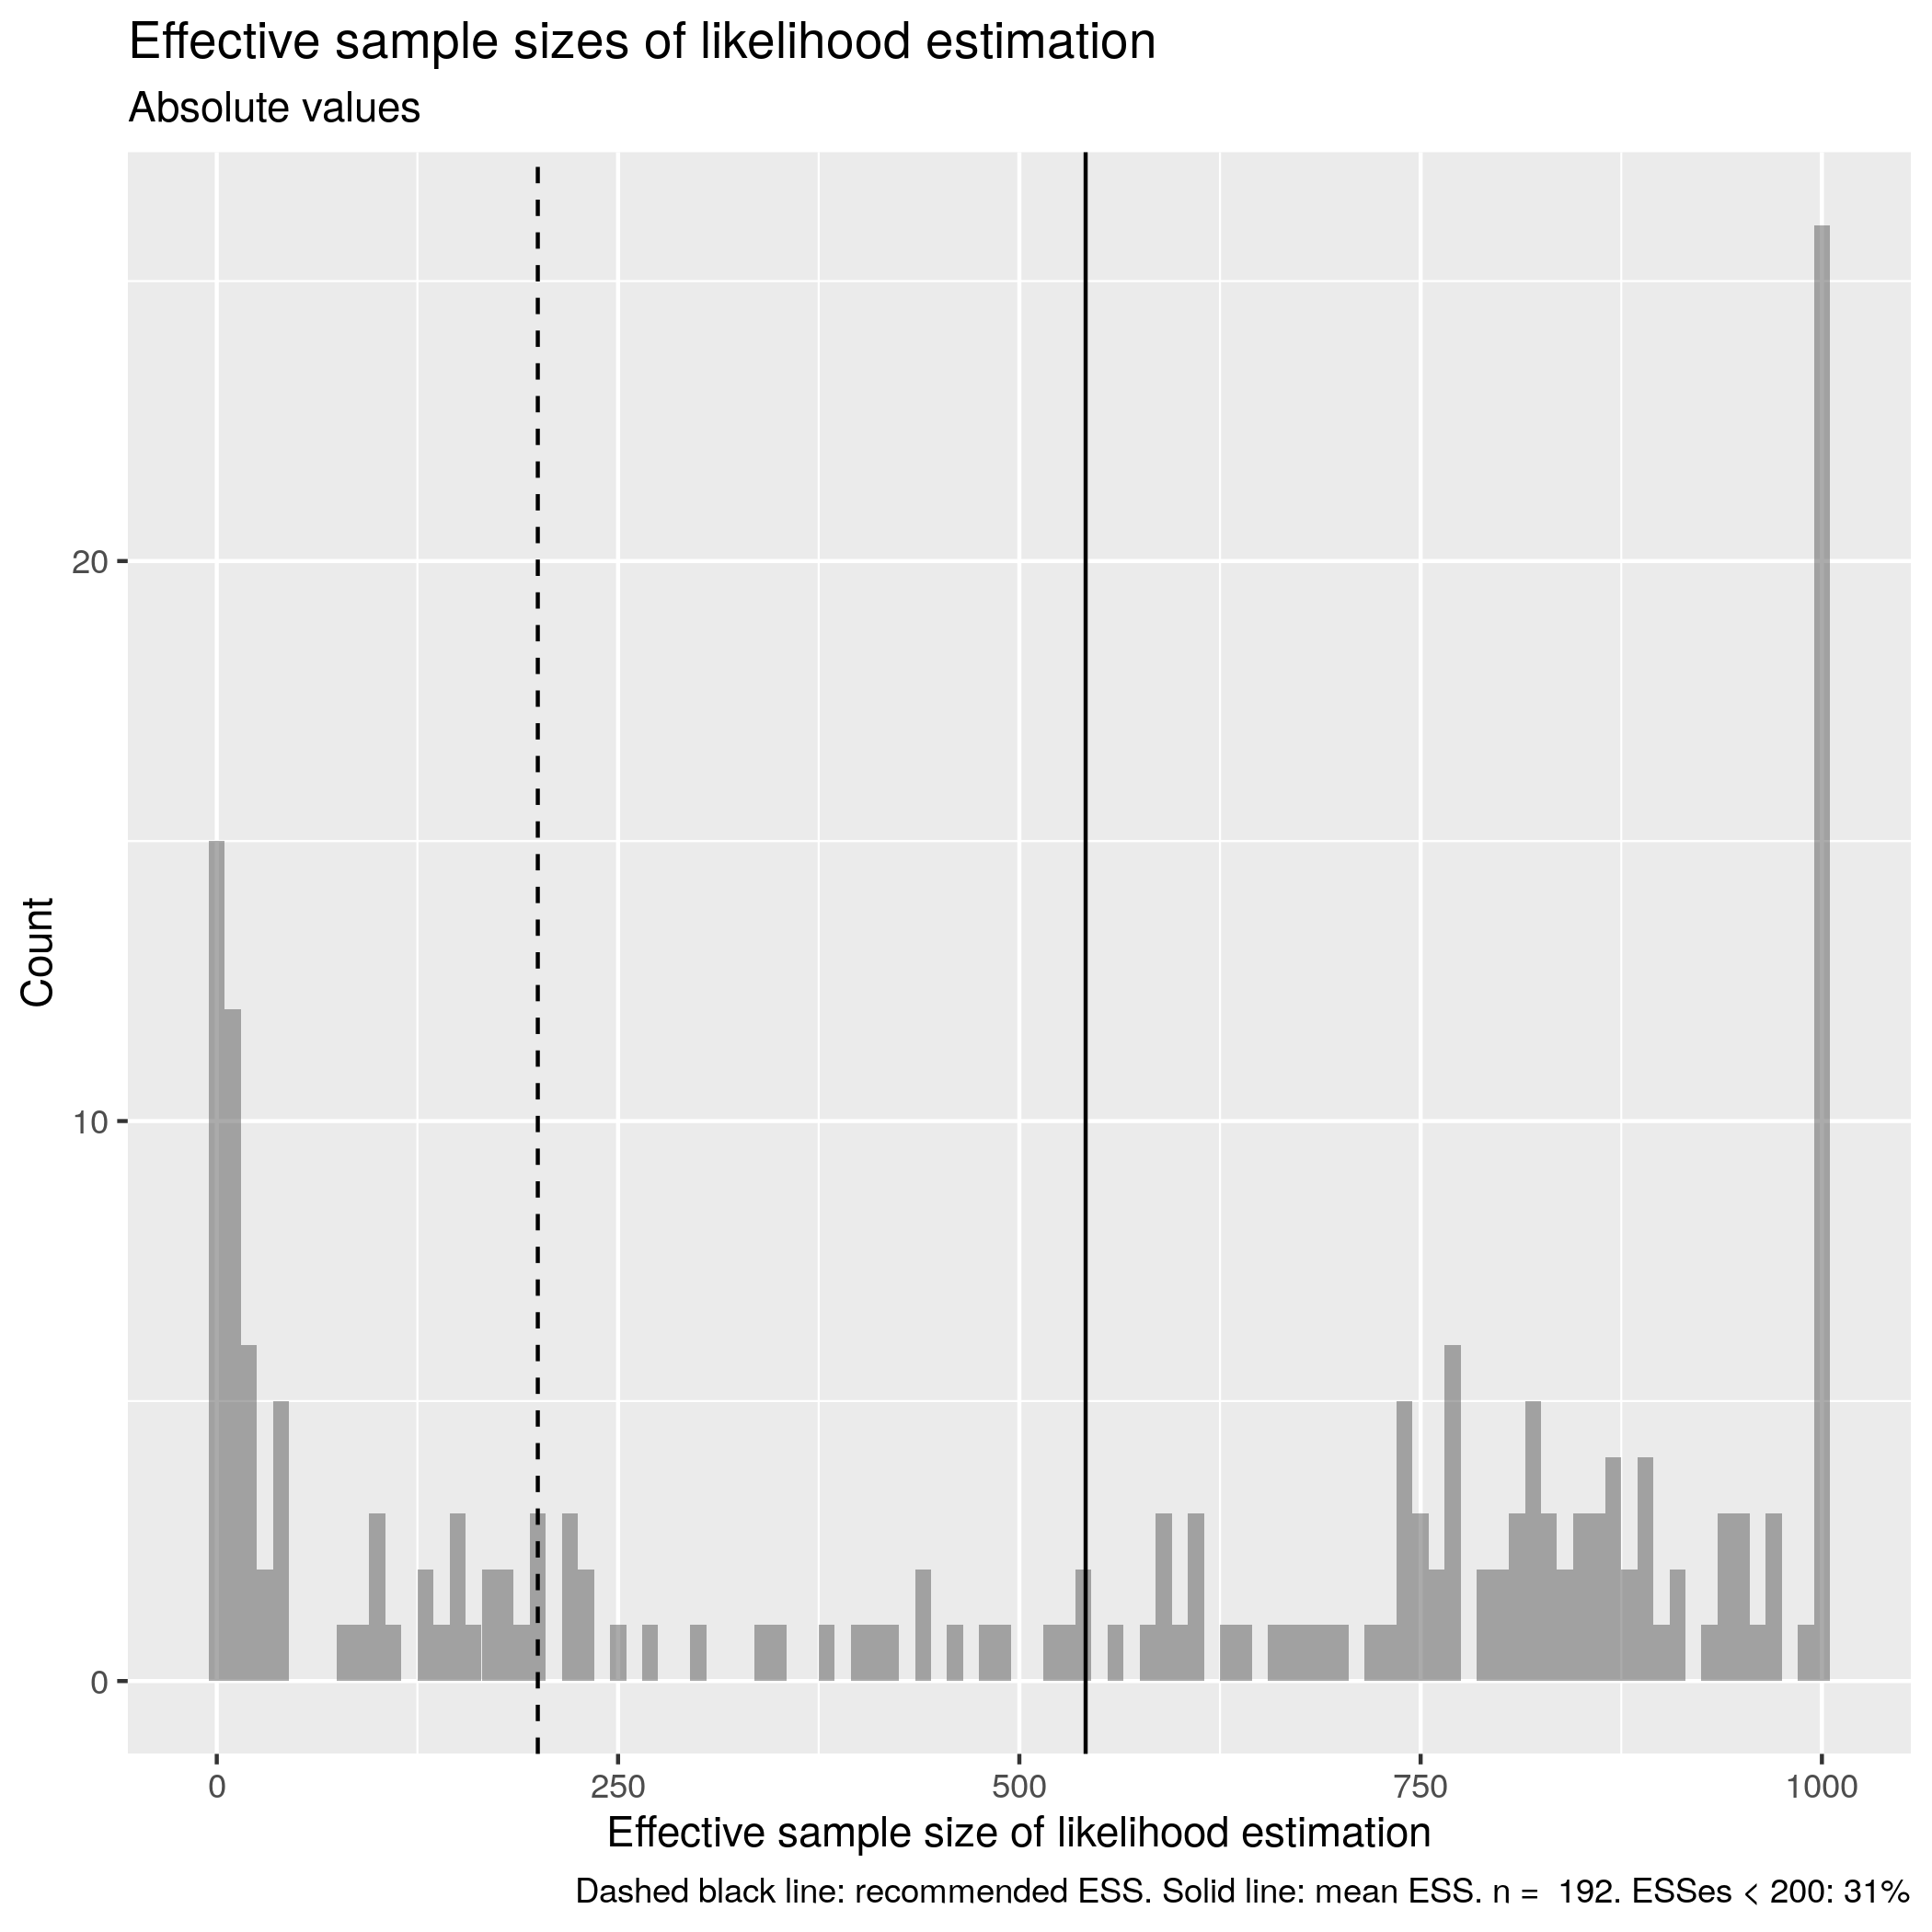 Effective sample sizes of likelihood estimation
Absolute values
Count
20
10
0
0 250 500 750 1000
Effective sample size of likelihood estimation
Dashed black line: recommended ESS. Solid line: mean ESS. n =  192. ESSes < 200: 31%